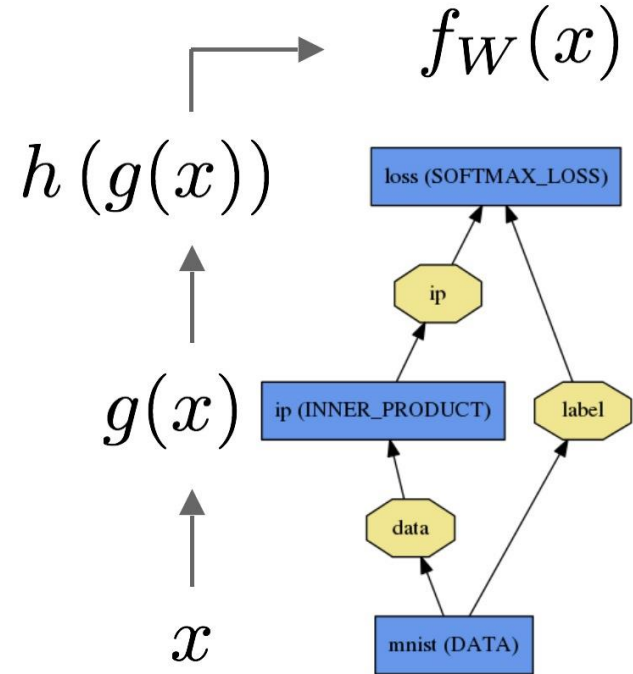 f_W(x)
h (g(x))
loss (SOFTMAX_LOSS)
ip
g(x)
ip (INNER_PRODUCT)
label
data
x
mnist (DATA)